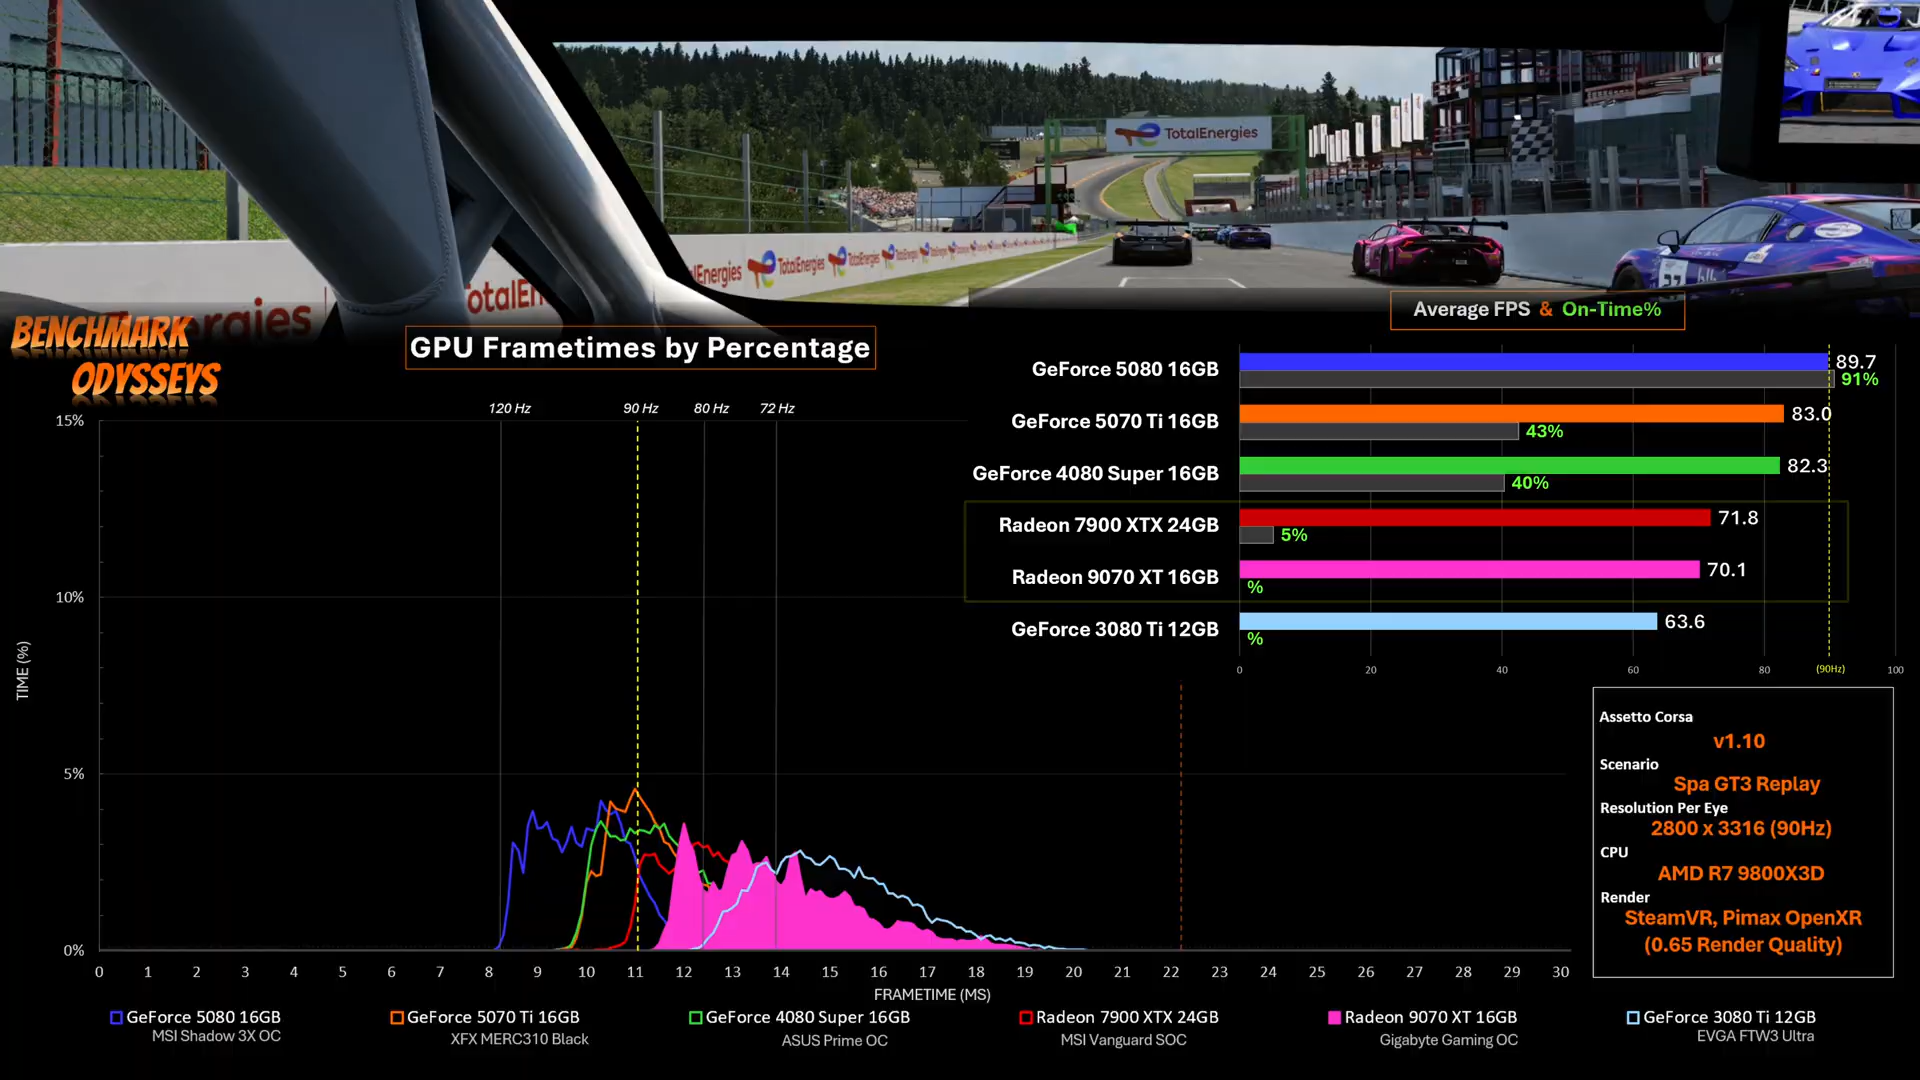 TotalEnergies
Energies
TotalEnergies
TotalEnergies
TotalEnergies
otalEn
ergies
BENCHMARK
ODYSSEYS
GPU Frametimes by Percentage
Average FPS & On-Time%
GeForce 5080 16GB
89.7
91%
GeForce 5070 Ti 16GB
83.0
43%
GeForce 4080 Super 16GB
82.3
40%
Radeon 7900 XTX 24GB
71.8
5%
Radeon 9070 XT 16GB
70.1
%
GeForce 3080 Ti 12GB
63.6
%
0 20 40 60 80 (90Hz) 100
120 Hz 90 Hz 80 Hz 72 Hz
15%
10%
5%
0%
TIME (%)
0 1 2 3 4 5 6 7 8 9 10 11 12 13 14 15 16 17 18 19 20 21 22 23 24 25 26 27 28 29 30
FRAMETIME (MS)
Assetto Corsa
v1.10
Scenario
Spa GT3 Replay
Resolution Per Eye
2800 x 3316 (90Hz)
CPU
AMD R7 9800X3D
Render
SteamVR, Pimax OpenXR
(0.65 Render Quality)
GeForce 5080 16GB
MSI Shadow 3X OC
GeForce 5070 Ti 16GB
XFX MERC310 Black
GeForce 4080 Super 16GB
ASUS Prime OC
Radeon 7900 XTX 24GB
MSI Vanguard SOC
Radeon 9070 XT 16GB
Gigabyte Gaming OC
GeForce 3080 Ti 12GB
EVGA FTW3 Ultra